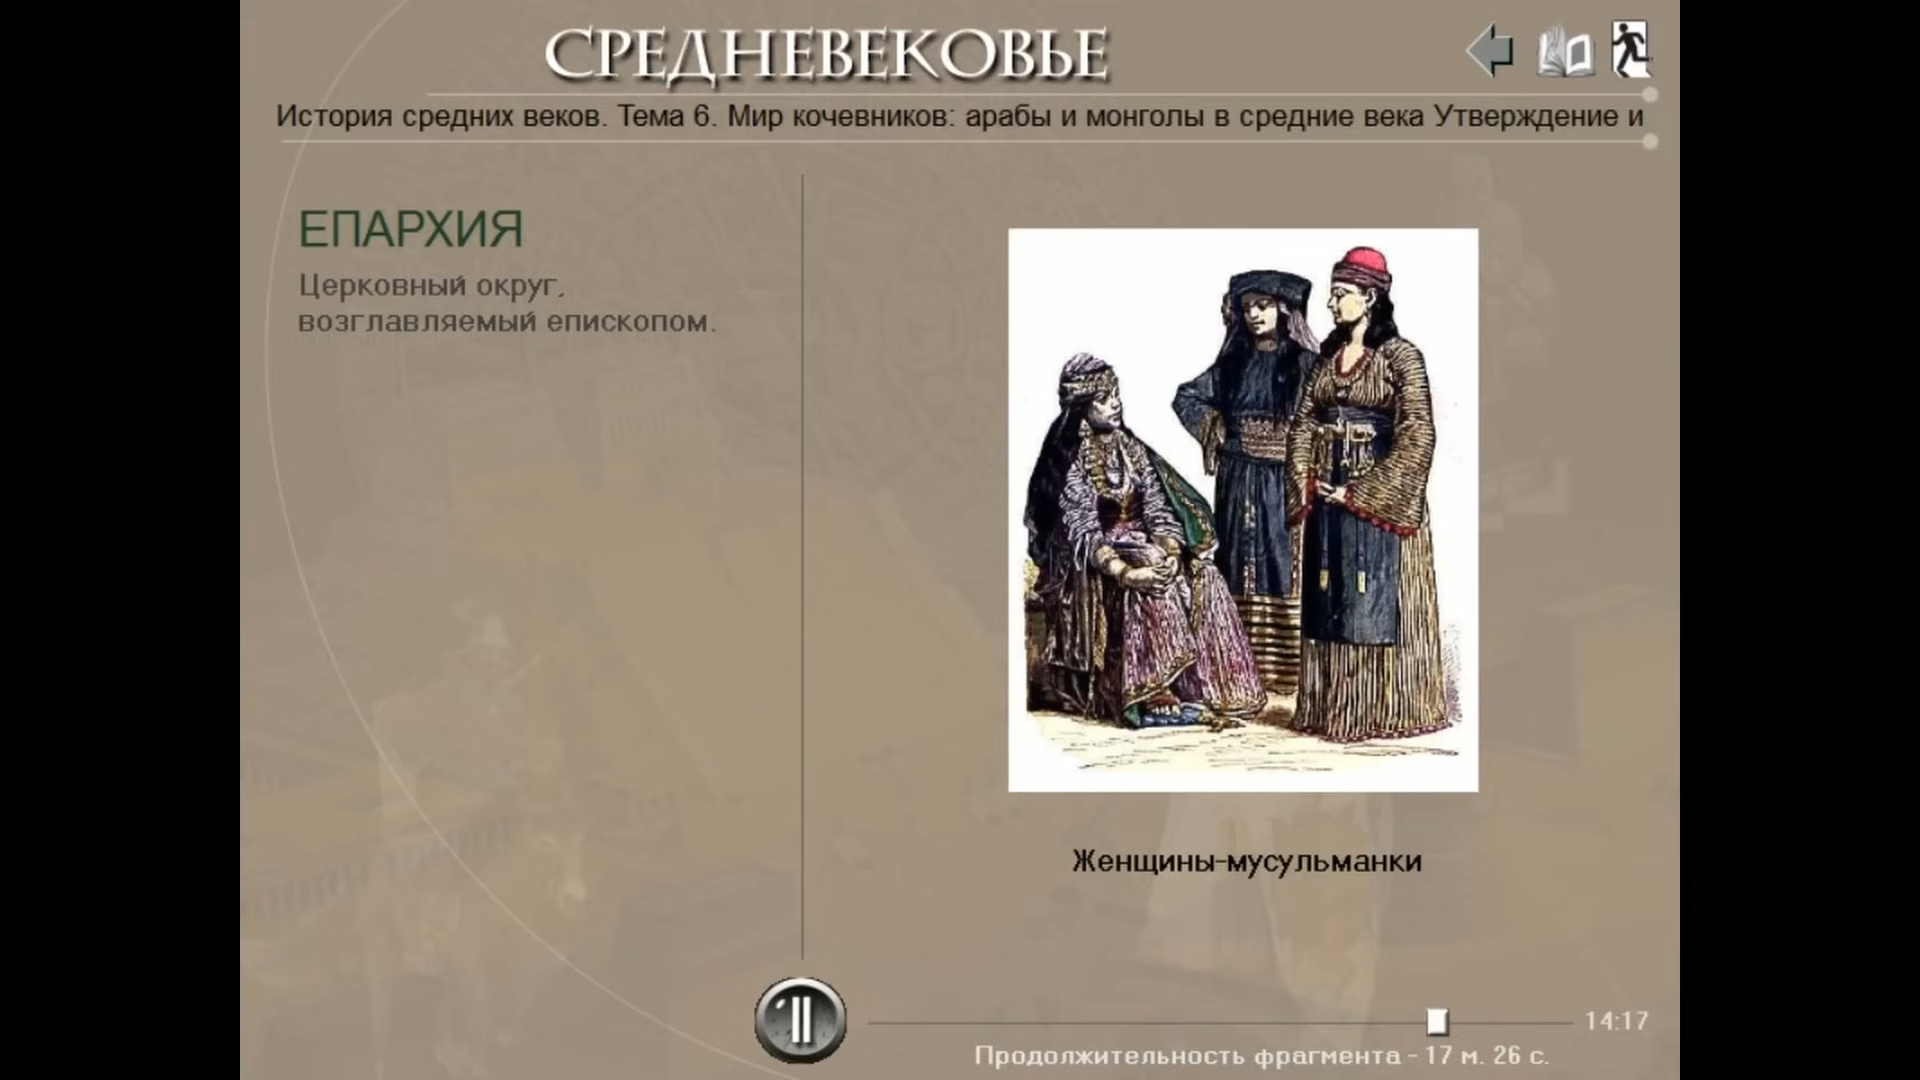 СРЕДНЕВЕКОВЬЕ
История средних веков. Тема 6. Мир кочевников: арабы и монголы в средние века Утверждение и
ЕПАРХИЯ
Церковный округ,
возглавляемый епископом.
Женщины-мусульманки
14:17
Продолжительность фрагмента - 17 м. 26 с.